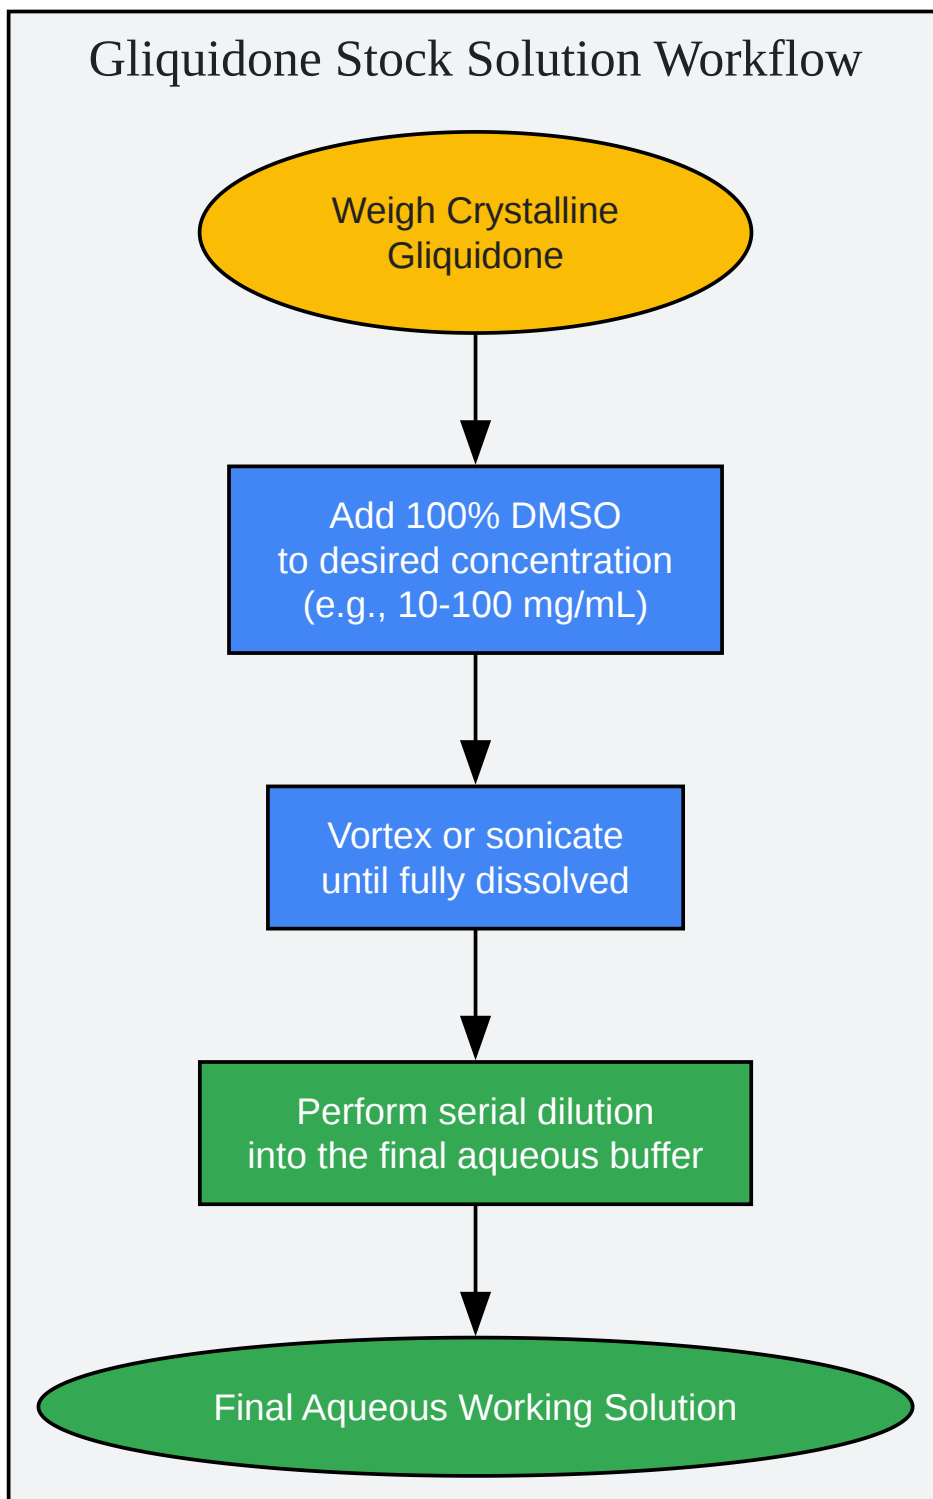 Gliquidone Stock Solution Workflow
Weigh Crystalline
Gliquidone
Add 100% DMSO
to desired concentration
(e.g., 10-100 mg/mL)
Vortex or sonicate
until fully dissolved
Perform serial dilution
into the final aqueous buffer
Final Aqueous Working Solution